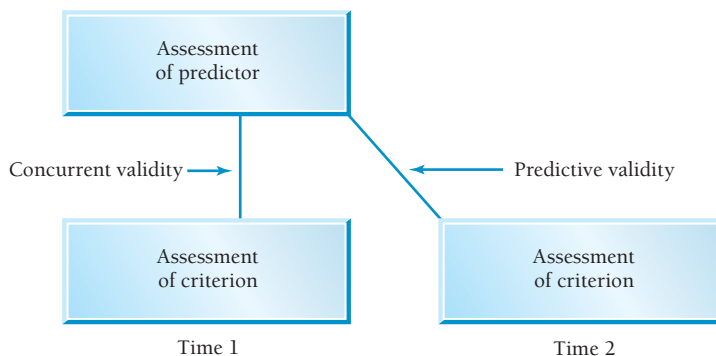 Assessment
of predictor
Concurrent validity
Predictive validity
Assessment
of criterion
Assessment
of criterion
Time 1
Time 2